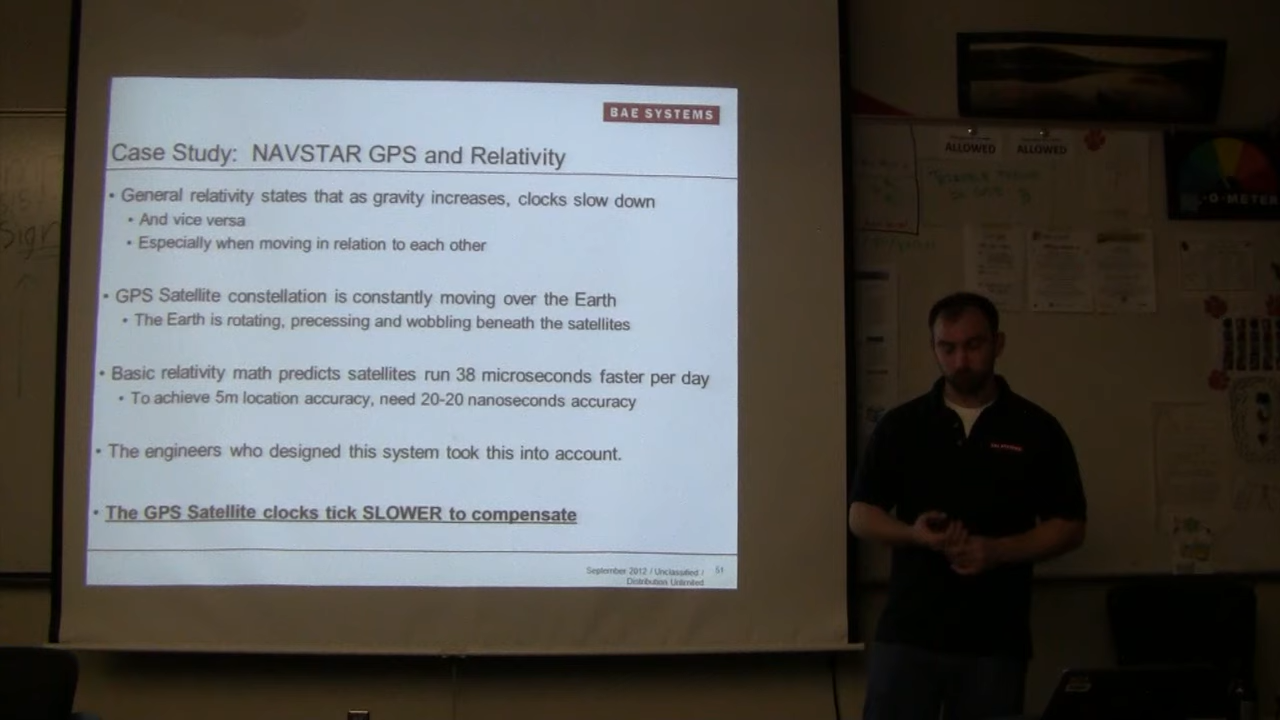 BAE SYSTEMS
Case Study: NAVSTAR GPS and Relativity
• General relativity states that as gravity increases, clocks slow down
• And vice versa
• Especially when moving in relation to each other
• GPS Satellite constellation is constantly moving over the Earth
• The Earth is rotating, precessing and wobbling beneath the satellites
• Basic relativity math predicts satellites run 38 microseconds faster per day
• To achieve 5m location accuracy, need 20-20 nanoseconds accuracy
• The engineers who designed this system took this into account.
• The GPS Satellite clocks tick SLOWER to compensate
September 2012 / Unclassified /
Distribution Unlimited
51
ALLOWED
ALLOWED
-O-METER
BAE SYSTEMS